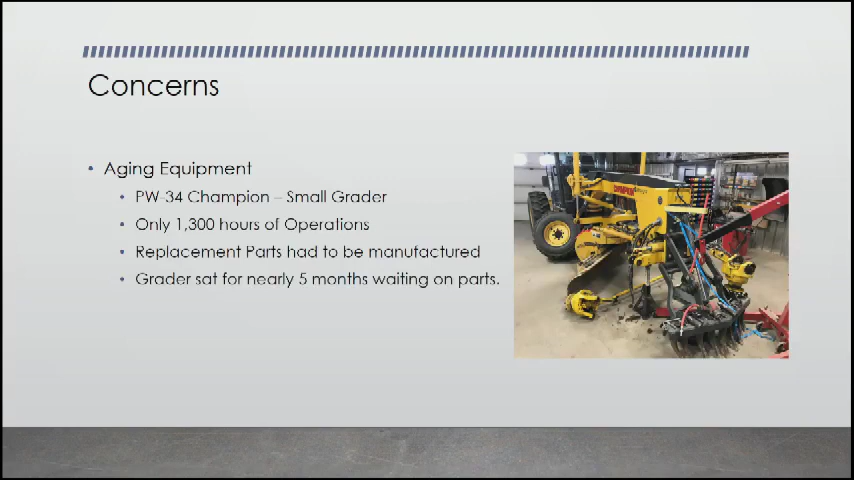 Concerns
• Aging Equipment
• PW-34 Champion – Small Grader
• Only 1,300 hours of Operations
• Replacement Parts had to be manufactured
• Grader sat for nearly 5 months waiting on parts.